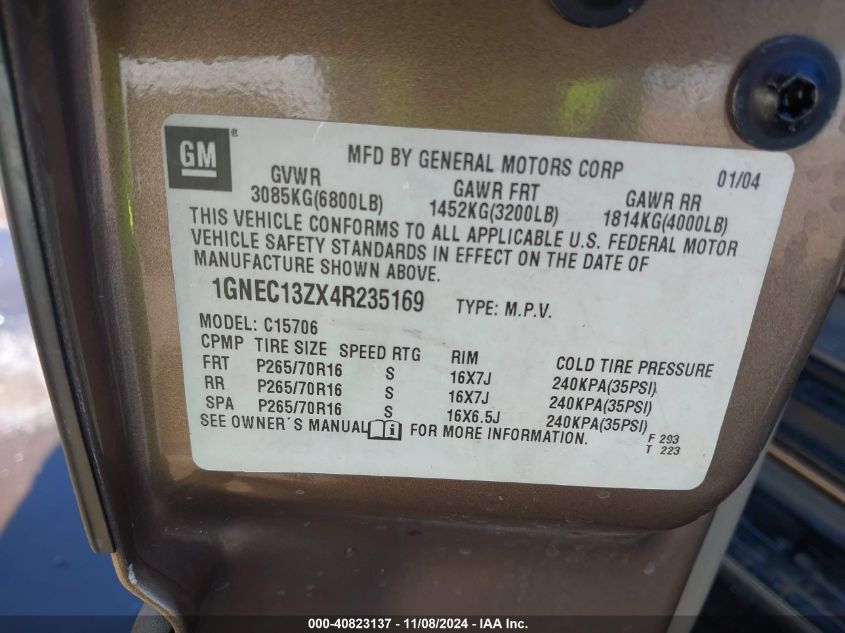 GM ® MFD BY GENERAL MOTORS CORP 01/04
GVWR GAWR FRT GAWR RR
3085KG(6800LB) 1452KG(3200LB) 1814KG(4000LB)
THIS VEHICLE CONFORMS TO ALL APPLICABLE U.S. FEDERAL MOTOR
VEHICLE SAFETY STANDARDS IN EFFECT ON THE DATE OF
MANUFACTURE SHOWN ABOVE.
1GNEC13ZX4R235169 TYPE: M.P.V.
MODEL: C15706
CPMP TIRE SIZE SPEED RTG RIM COLD TIRE PRESSURE
FRT P265/70R16 S 16X7J 240KPA(35PSI)
RR P265/70R16 S 16X7J 240KPA(35PSI)
SPA P265/70R16 S 16X6.5J 240KPA(35PSI)
SEE OWNER´S MANUAL i FOR MORE INFORMATION. F 293
T 223
000-40823137 - 11/08/2024 - IAA Inc.